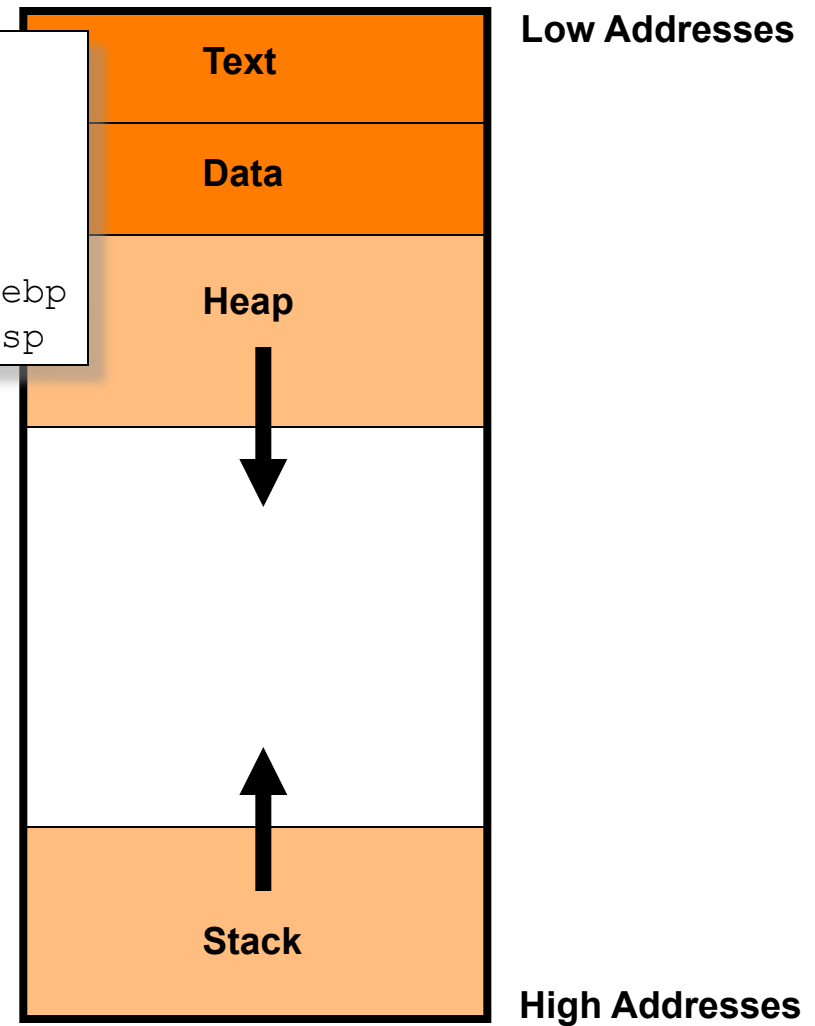 Low Addresses
Text
Data
ebp
Heap
sp
Stack
High Addresses